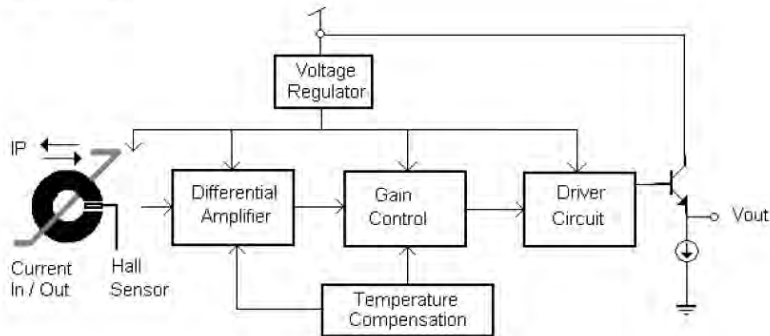 Voltage
Regulator
IP
Differential
Amplifier
Gain
Control
Driver
Circuit
Vout
Current
In / Out
Hall
Sensor
Temperature
Compensation